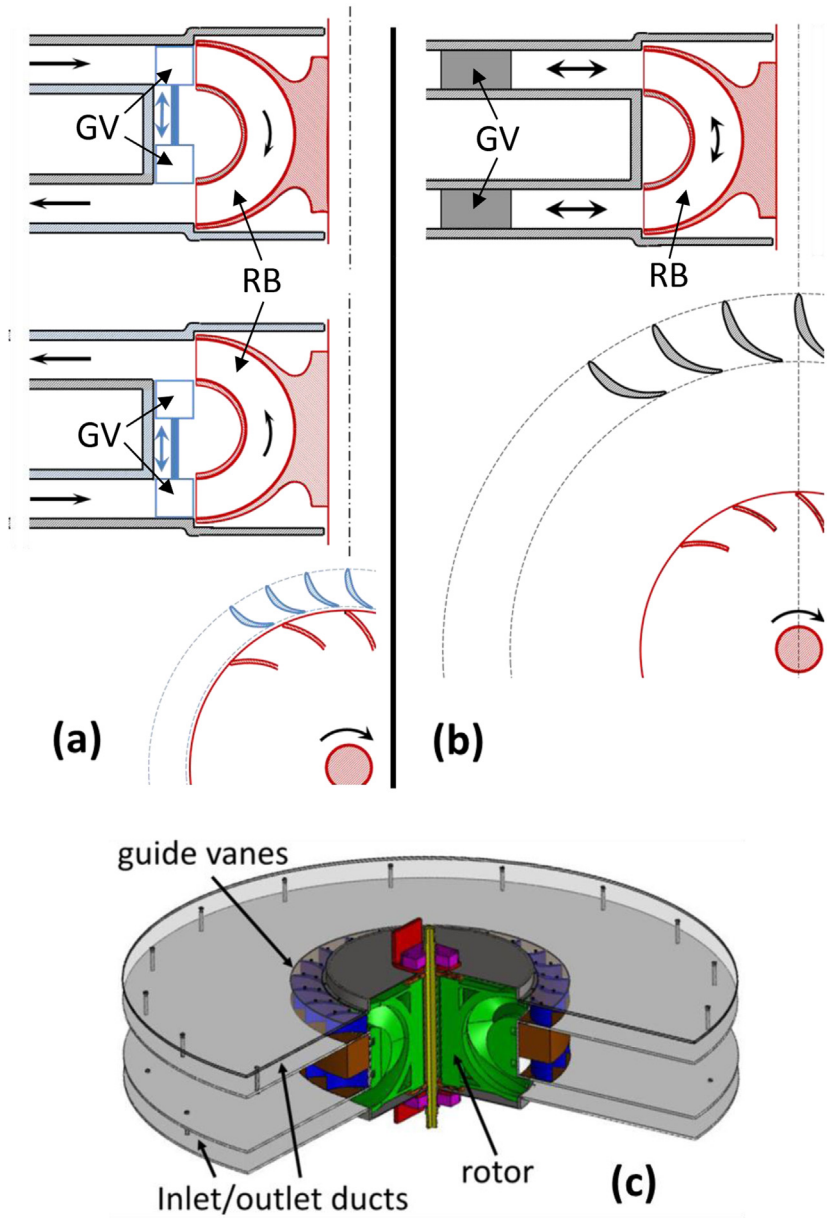 GV
RB
GV
(a)
GV
RB
(b)
guide vanes
rotor
Inlet/outlet ducts
(c)